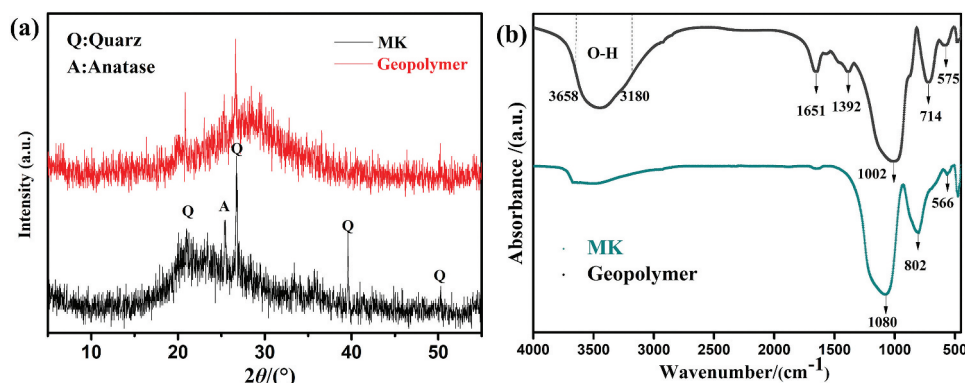 (a)
Q:Quarz
A:Anatase
MK
Geopolymer
Q
Q
A
Q
Q
Intensity (a.u.)
10 20 30 40 50
2θ/(°)
(b)
O-H
3658
3180
1651
1392
1002
714
575
566
802
1080
MK
Geopolymer
Absorbance /(a.u.)
4000 3500 3000 2500 2000 1500 1000 500
Wavenumber/(cm-1)